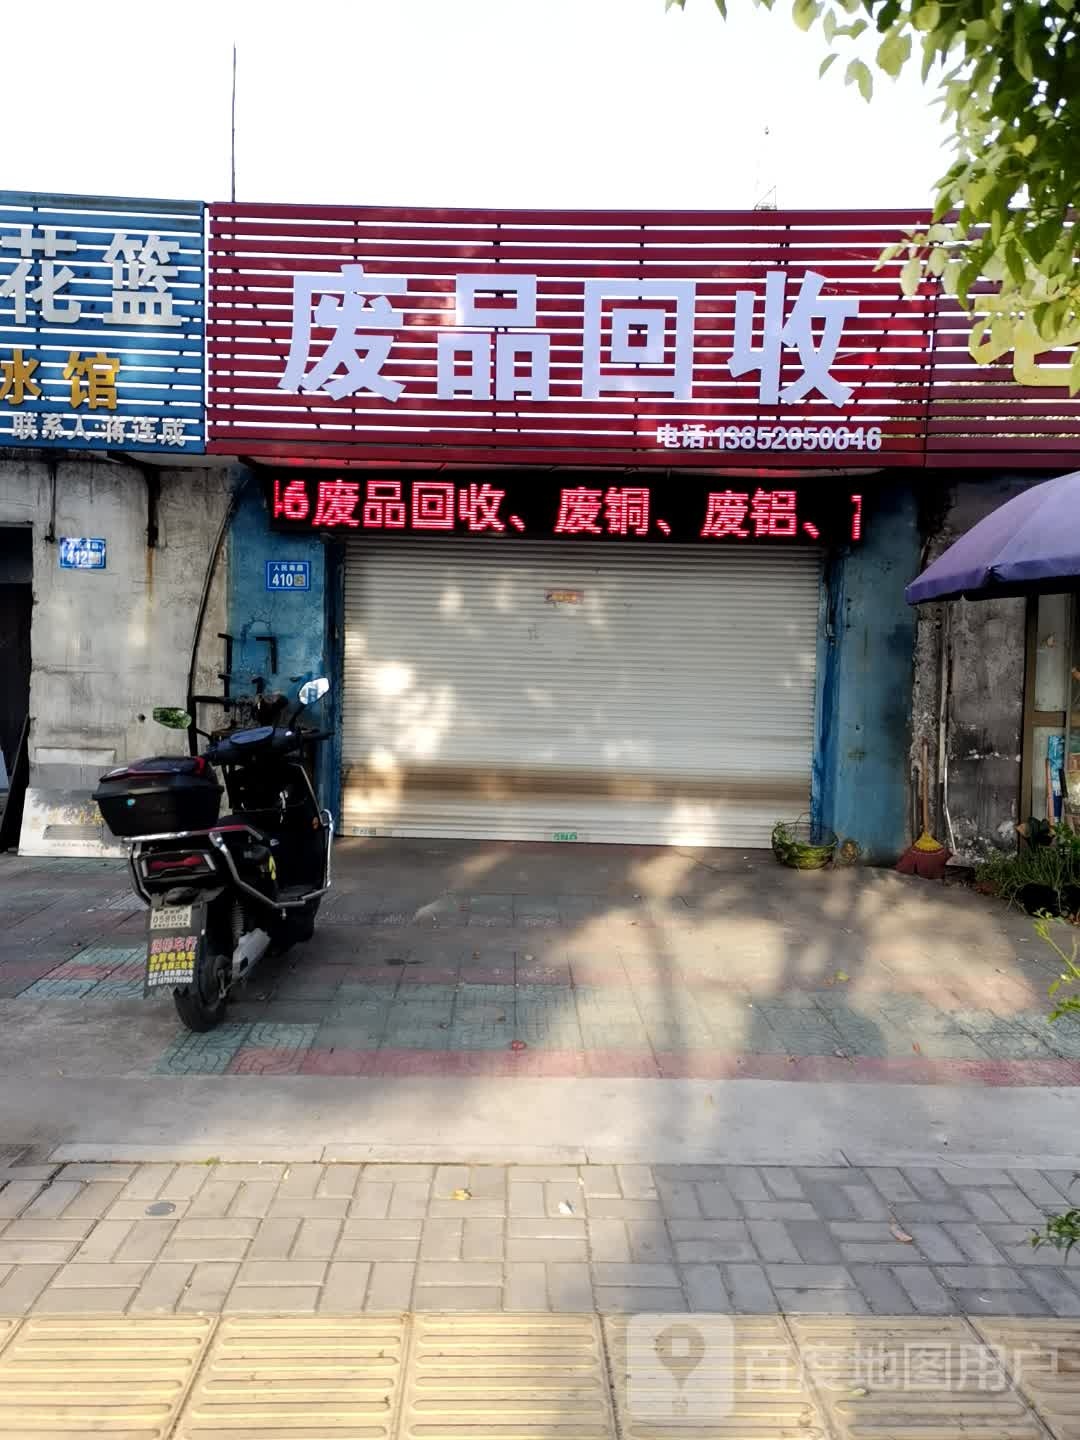 花篮
水馆
联系人:蒋连成
废品回收
电话:13852850646
46废品回收、废铜、废铝、
412
人民南路
410
058592
百度地图用户